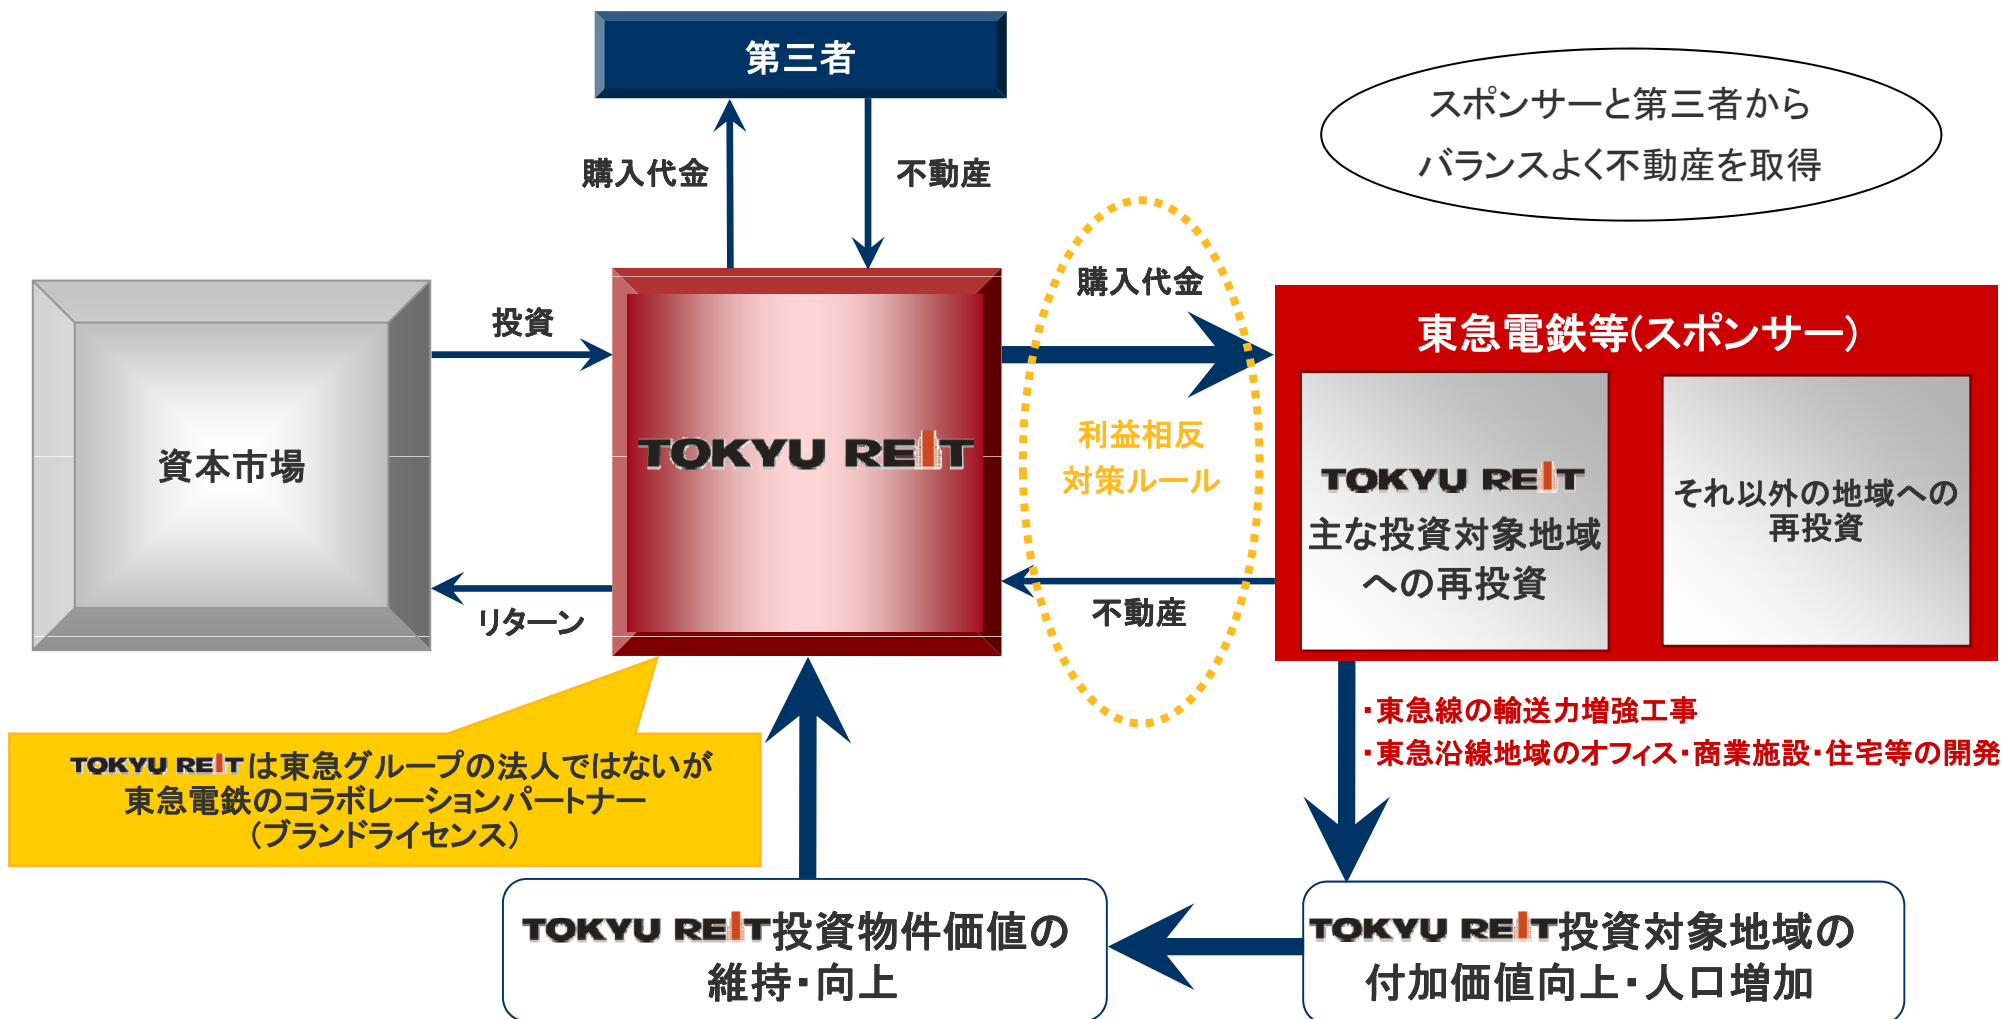 第三者
スポンサーと第三者から
バランスよく不動産を取得
購入代金
不動産
資本市場
投資
リターン
TOKYU REIT
購入代金
利益相反
対策ルール
不動産
東急電鉄等(スポンサー)
TOKYU REIT
主な投資対象地域
への再投資
それ以外の地域への
再投資
・東急線の輸送力増強工事
・東急沿線地域のオフィス・商業施設・住宅等の開発
TOKYU REITは東急グループの法人ではないが
東急電鉄のコラボレーションパートナー
(ブランドライセンス)
TOKYU REIT投資物件価値の
維持・向上
TOKYU REIT投資対象地域の
付加価値向上・人口増加